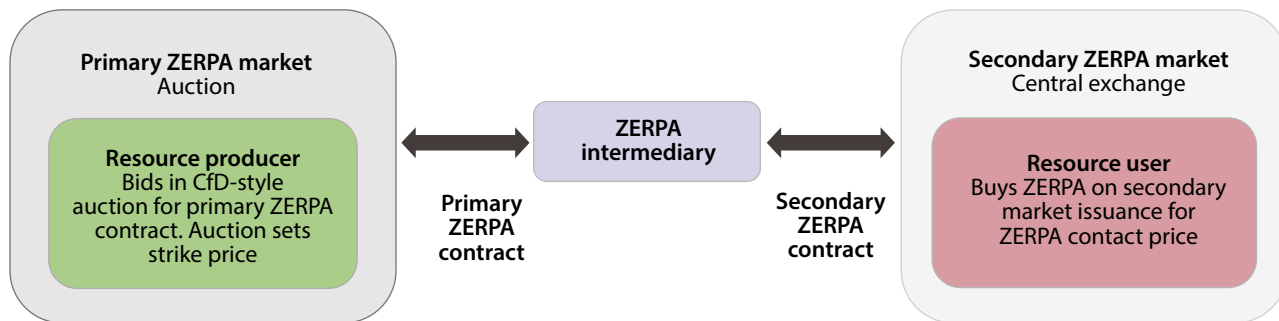 Primary ZERPA market
Auction
Resource producer
Bids in CfD-style
auction for primary ZERPA
contract. Auction sets
strike price
Primary
ZERPA
contract
ZERPA
intermediary
Secondary
ZERPA
contract
Secondary ZERPA market
Central exchange
Resource user
Buys ZERPA on secondary
market issuance for
ZERPA contact price